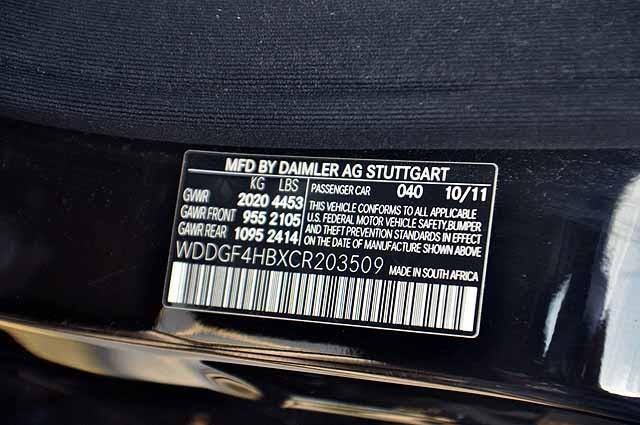 MFD BY DAIMLER AG STUTTGART
KG LBS
GVWR 2020 4453
GAWR FRONT 955 2105
GAWR REAR 1095 2414
PASSENGER CAR 040 10/11
THIS VEHICLE CONFORMS TO ALL APPLICABLE
U.S. FEDERAL MOTOR VEHICLE SAFETY,BUMPER
AND THEFT PREVENTION STANDARDS IN EFFECT
ON THE DATE OF MANUFACTURE SHOWN ABOVE.
WDDGF4HBXCR203509 MADE IN SOUTH AFRICA